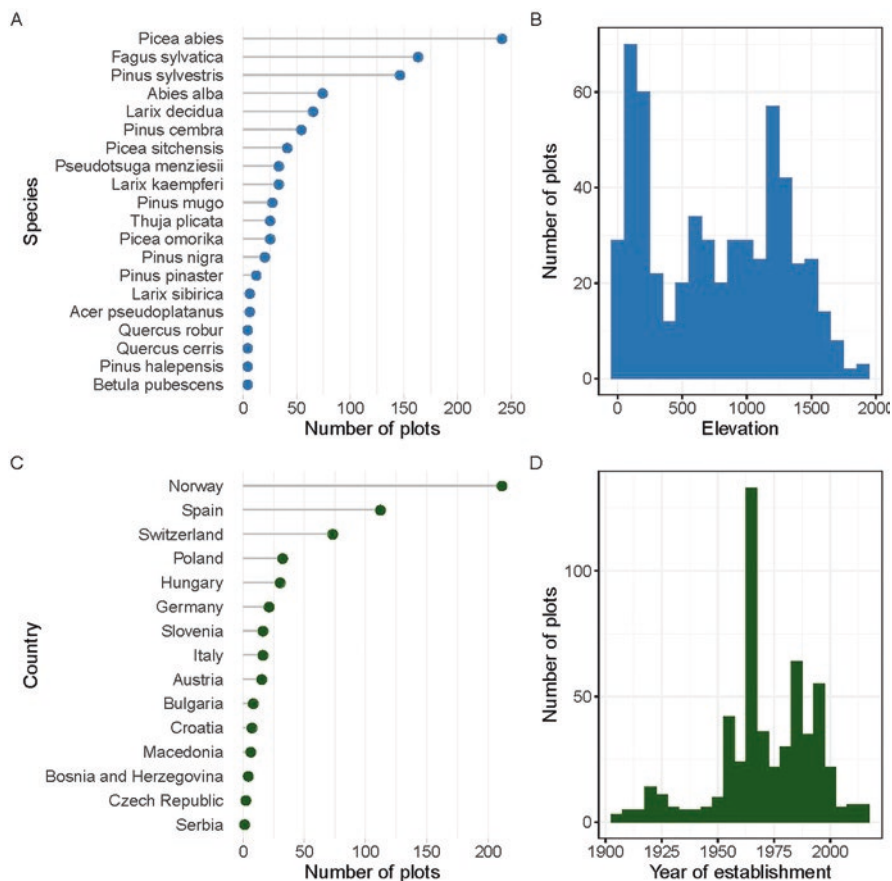 A
Species
Picea abies
Fagus sylvatica
Pinus sylvestris
Abies alba
Larix decidua
Pinus cembra
Picea sitchensis
Pseudotsuga menziesii
Larix kaempferi
Pinus mugo
Thuja plicata
Picea omorika
Pinus nigra
Pinus pinaster
Larix sibirica
Acer pseudoplatanus
Quercus robur
Quercus cerris
Pinus halepensis
Betula pubescens
0 50 100 150 200 250
Number of plots
B
Number of plots
60
40
20
0
0 500 1000 1500 2000
Elevation
C
Country
Norway
Spain
Switzerland
Poland
Hungary
Germany
Slovenia
Italy
Austria
Bulgaria
Croatia
Macedonia
Bosnia and Herzegovina
Czech Republic
Serbia
0 50 100 150 200
Number of plots
D
Number of plots
100
50
0
1900 1925 1950 1975 2000
Year of establishment